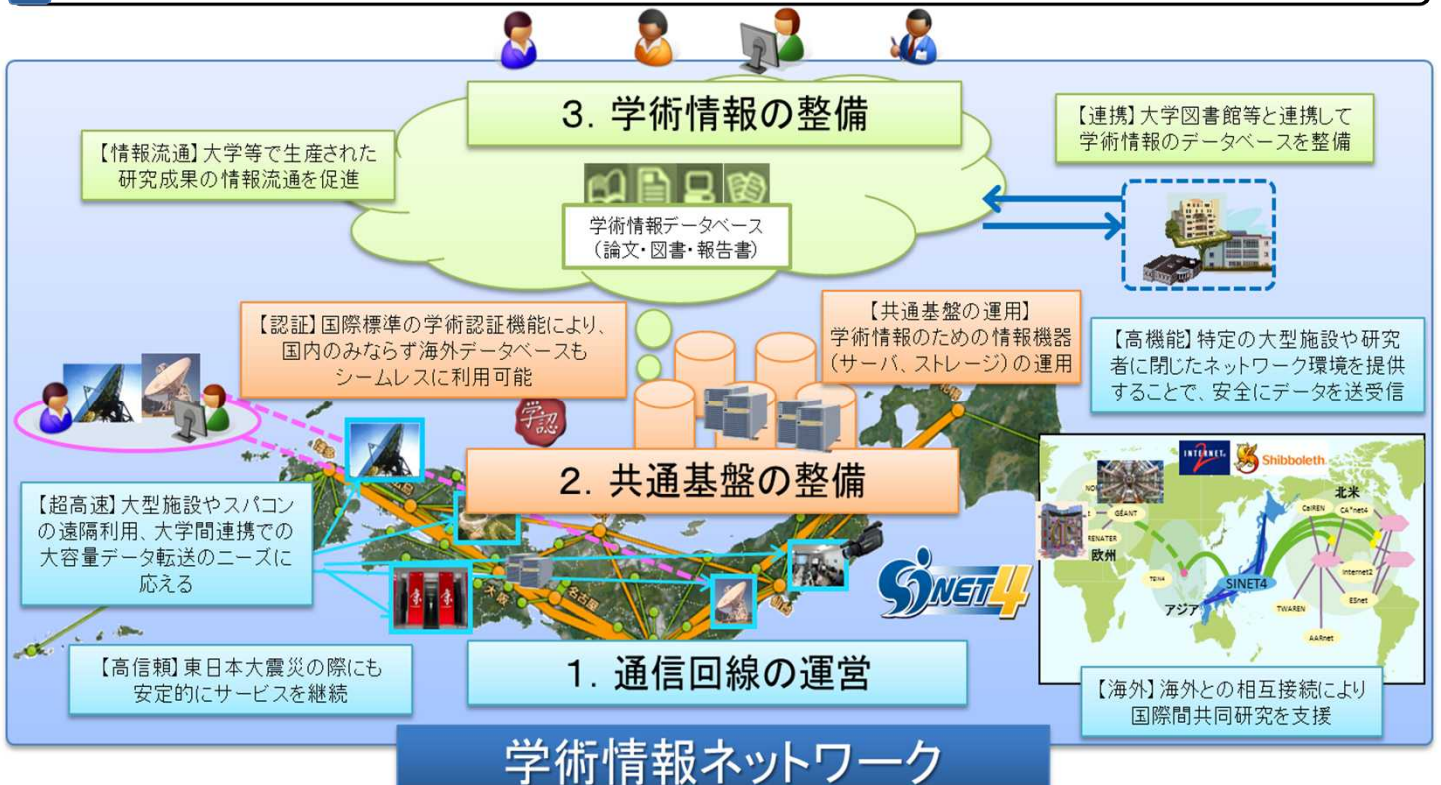 3. 学術情報の整備
【情報流通】大学等で生産された
研究成果の情報流通を促進
【連携】大学図書館等と連携して
学術情報のデータベースを整備
学術情報データベース
（論文・図書・報告書）
【認証】国際標準の学術認証機能により、
国内のみならず海外データベースも
シームレスに利用可能
【共通基盤の運用】
学術情報のための情報機器
（サーバ、ストレージ）の運用
【高機能】特定の大型施設や研究
者に閉じたネットワーク環境を提供
することで、安全にデータを送受信
学認
2. 共通基盤の整備
【超高速】大型施設やスパコン
の遠隔利用、大学間連携での
大容量データ転送のニーズに
応える
大阪
名古屋
仙台
SINET4
INTERNET 2
Shibboleth
北米
CalREN
CA*net4
GÉANT
RENATER
欧州
TEIN4
SINET4
Internet2
ESnet
アジア
TWAREN
AARnet
【高信頼】東日本大震災の際にも
安定的にサービスを継続
1. 通信回線の運営
【海外】海外との相互接続により
国際間共同研究を支援
学術情報ネットワーク